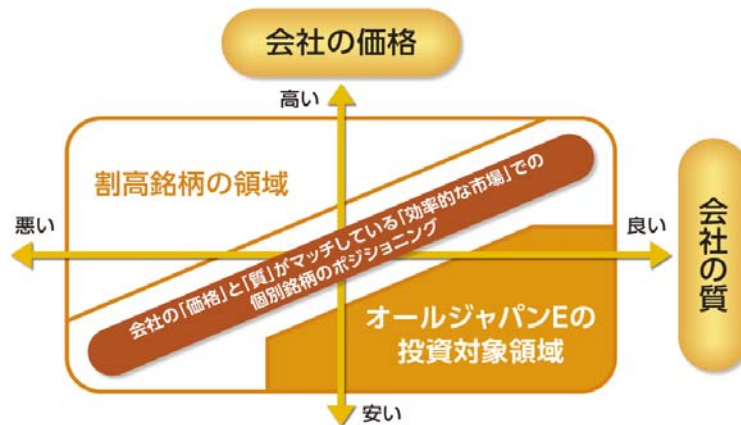 会社の価格
高い
割高銘柄の領域
悪い
良い
会社の質
会社の「価格」と「質」がマッチしている「効率的な市場」での
個別銘柄のポジショニング
オールジャパンEの
投資対象領域
安い